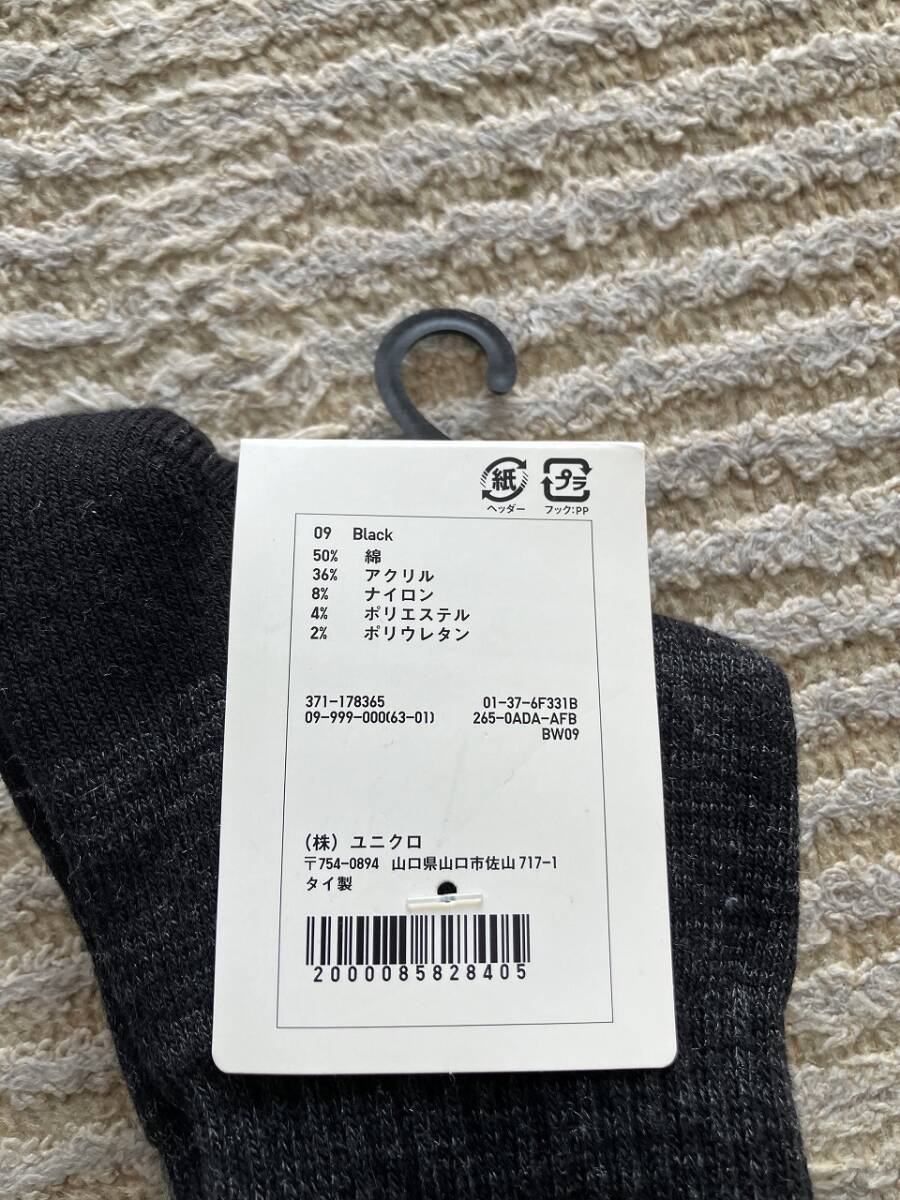 紙 プラ
ヘッダー フック:PP
09 Black
50% 綿
36% アクリル
8% ナイロン
4% ポリエステル
2% ポリウレタン
371-178365 01-37-6F331B
09-999-000(63-01) 265-0ADA-AFB
BW09
(株) ユニクロ
〒754-0894 山口県山口市佐山 717-1
タイ製
2000085828405